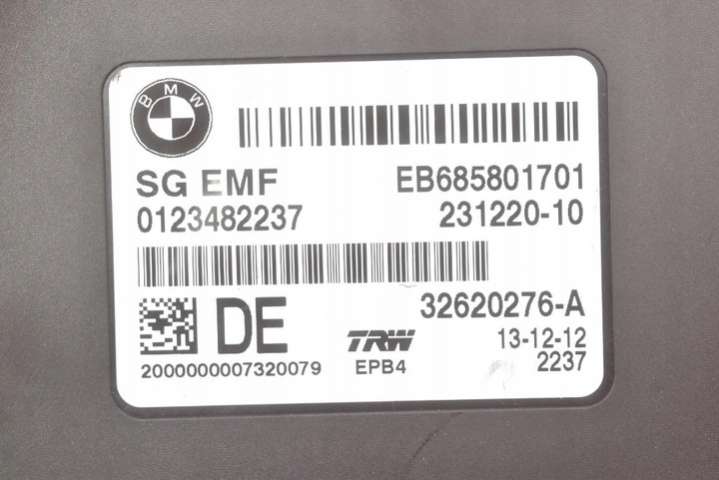 BMW
SG EMF EB685801701
0123482237 231220-10
32620276-A
DE TRW 13-12-12
2000000007320079 EPB4 2237